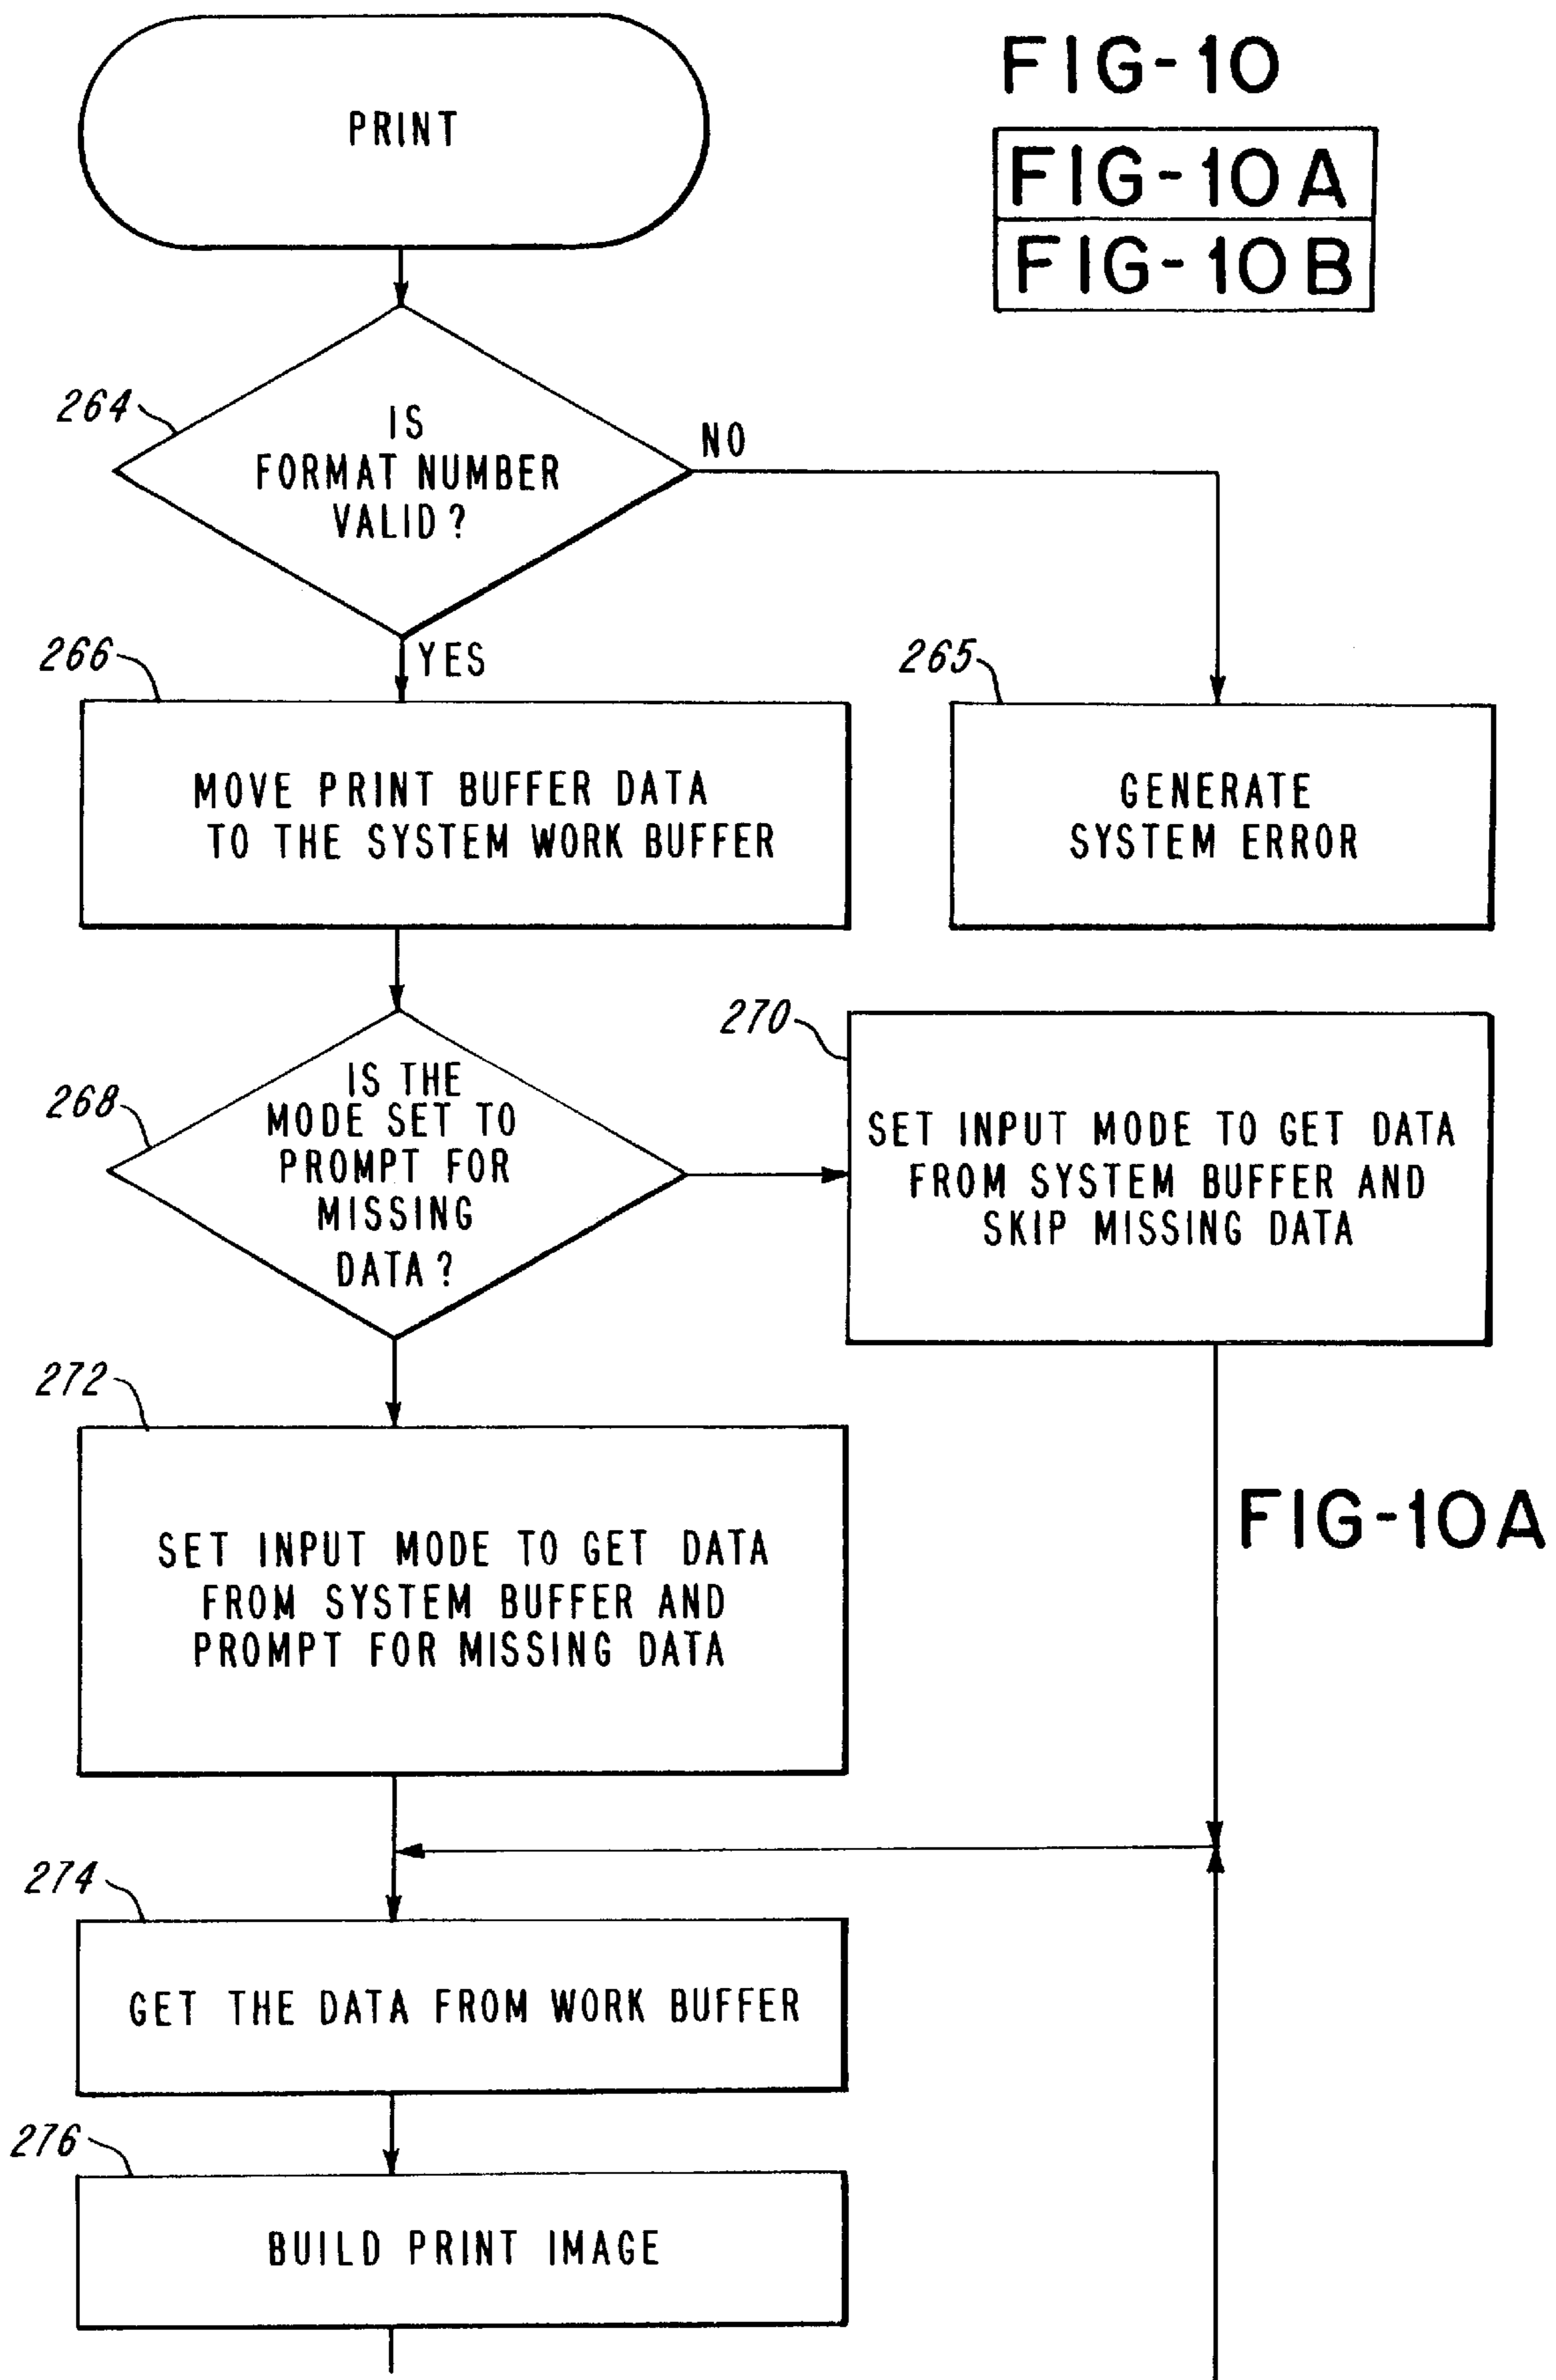 PRINT
FIG-10
FIG-10A
FIG-10B
264
IS
FORMAT NUMBER
VALID?
NO
YES
266
MOVE PRINT BUFFER DATA
TO THE SYSTEM WORK BUFFER
265
GENERATE
SYSTEM ERROR
268
IS THE
MODE SET TO
PROMPT FOR
MISSING
DATA?
270
SET INPUT MODE TO GET DATA
FROM SYSTEM BUFFER AND
SKIP MISSING DATA
272
SET INPUT MODE TO GET DATA
FROM SYSTEM BUFFER AND
PROMPT FOR MISSING DATA
FIG-10A
274
GET THE DATA FROM WORK BUFFER
276
BUILD PRINT IMAGE